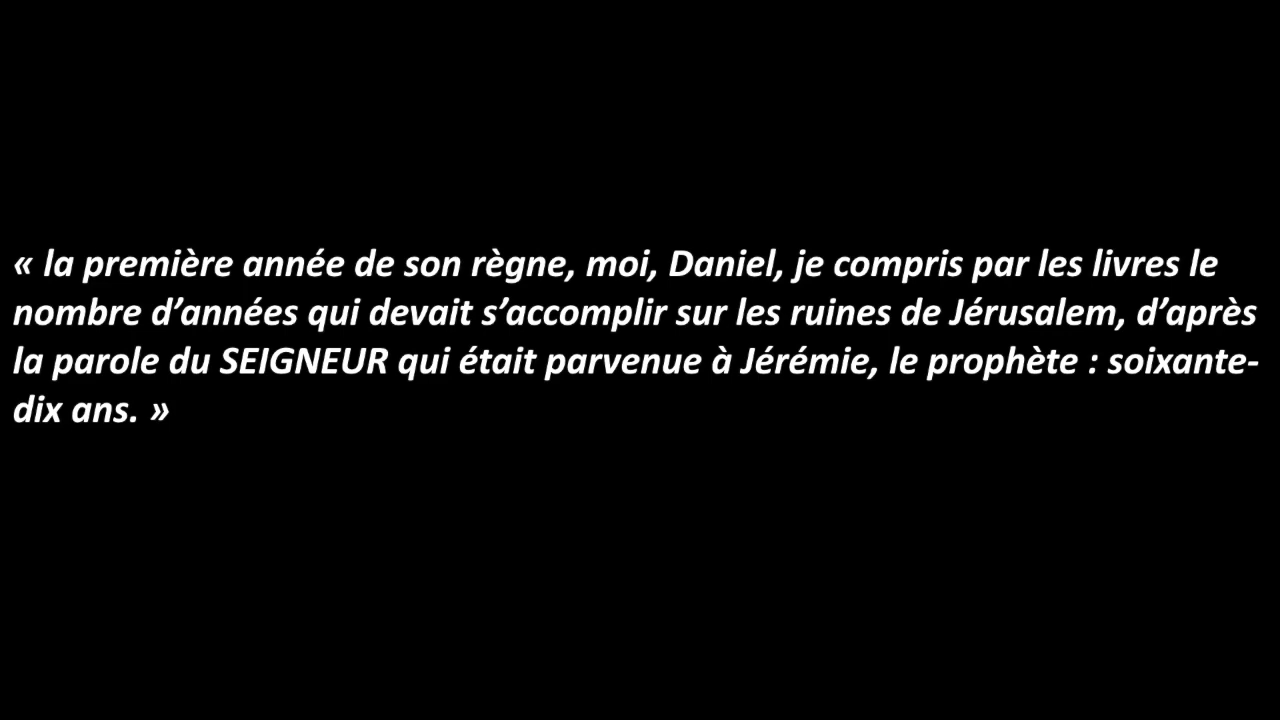 « la première année de son règne, moi, Daniel, je compris par les livres le
nombre d’années qui devait s’accomplir sur les ruines de Jérusalem, d’après
la parole du SEIGNEUR qui était parvenue à Jérémie, le prophète : soixante-
dix ans. »